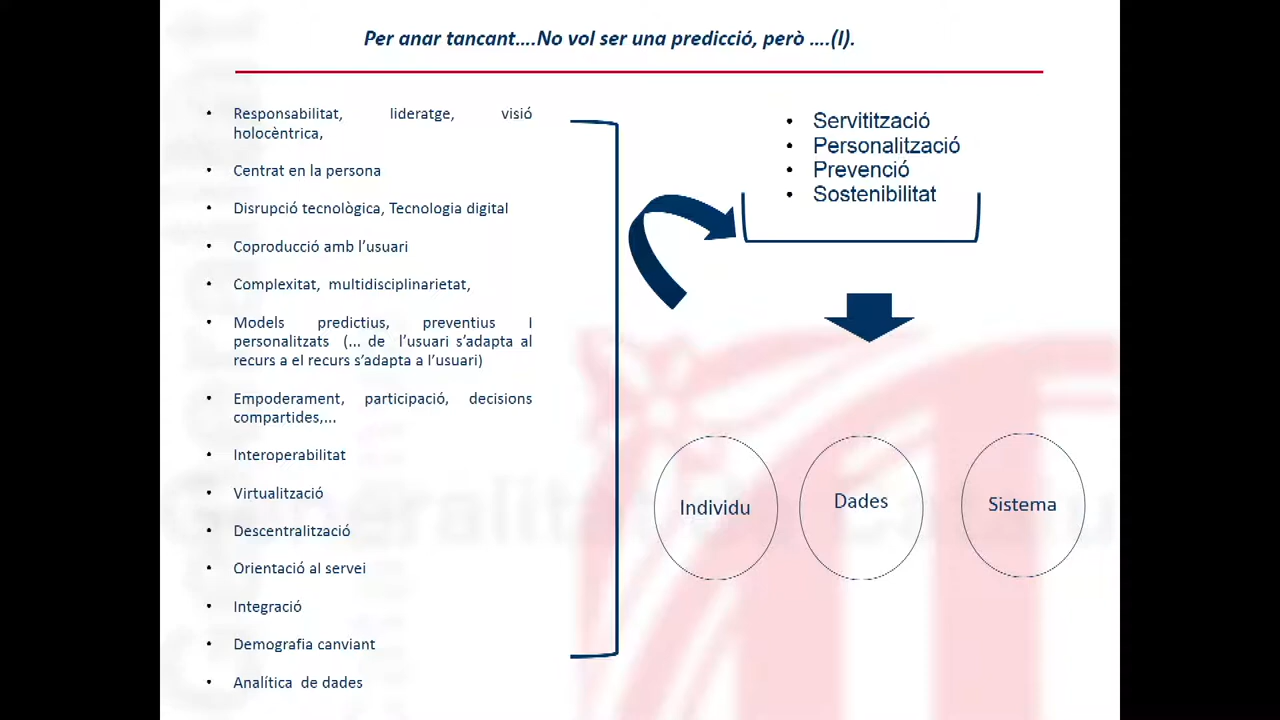 Per anar tancant....No vol ser una predicció, però ....(I).
• Responsabilitat, lideratge, visió
holocèntrica,
• Centrat en la persona
• Disrupció tecnològica, Tecnologia digital
• Coproducció amb l'usuari
• Complexitat, multidisciplinarietat,
• Models predictius, preventius I
personalitzats (... de l'usuari s'adapta al
recurs a el recurs s'adapta a l'usuari)
• Empoderament, participació, decisions
compartides,...
• Interoperabilitat
• Virtualització
• Descentralització
• Orientació al servei
• Integració
• Demografia canviant
• Analítica de dades
• Servitització
• Personalització
• Prevenció
• Sostenibilitat
Individu
Dades
Sistema